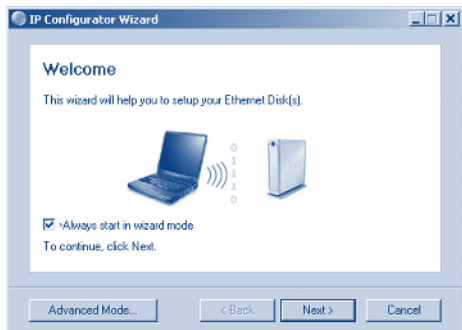 IP Configurator Wizard
Welcome
This wizard will help you to setup your Ethernet Disk(s).
0
1
1
1
0
Always start in wizard mode
To continue, click Next.
Advanced Mode... < Back Next > Cancel